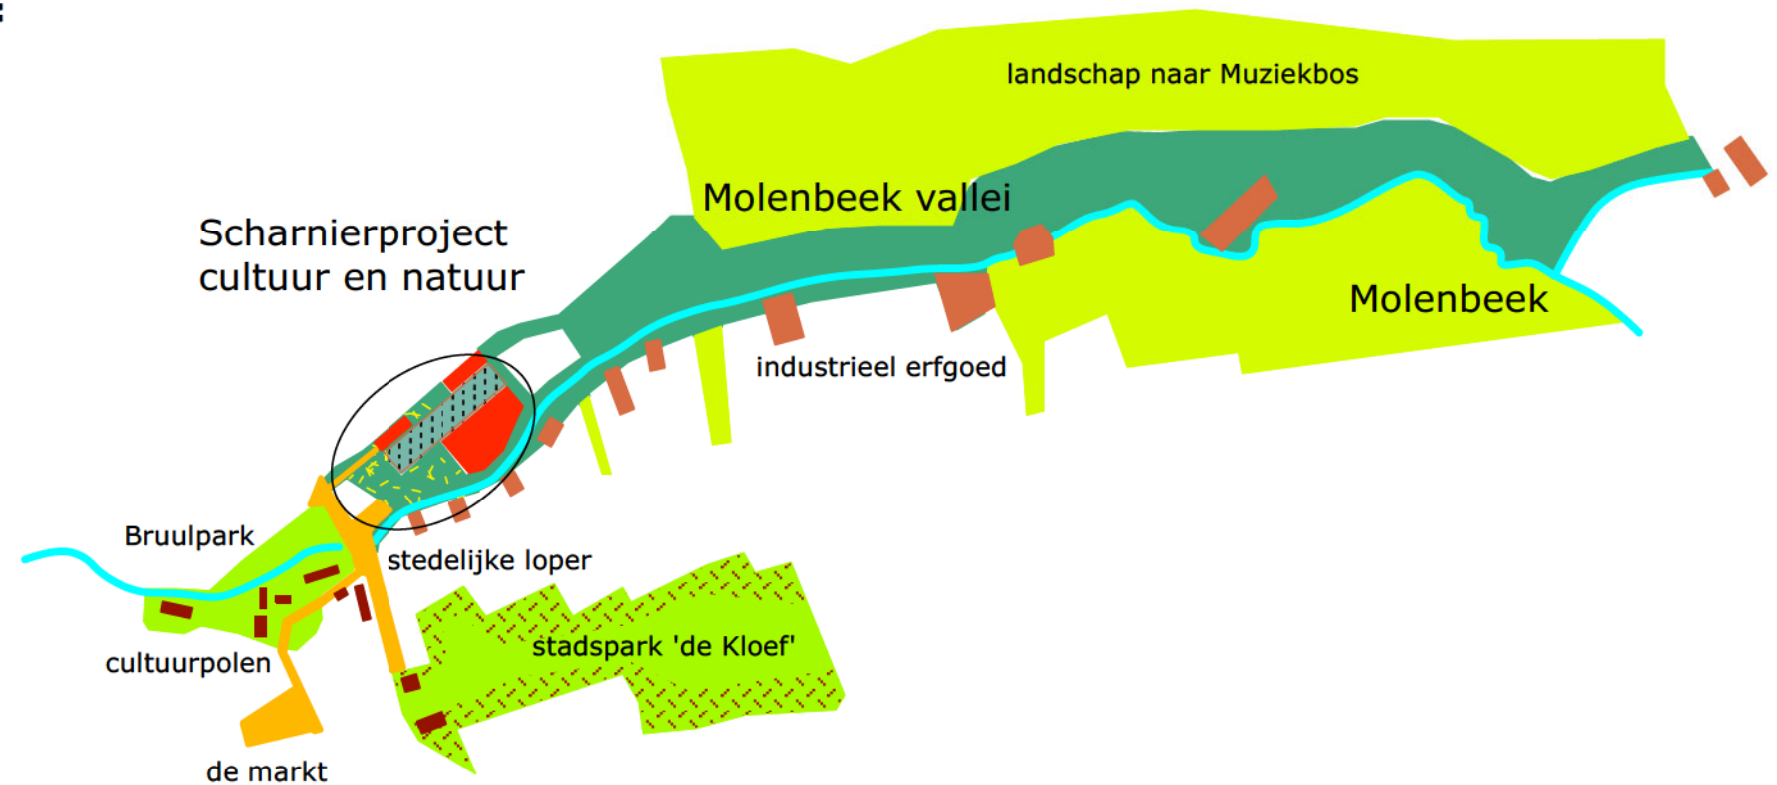 landschap naar Muziekbos
Molenbeek vallei
Scharnierproject
cultuur en natuur
Molenbeek
industrieel erfgoed
Bruulpark
stedelijke loper
stadspark 'de Kloef'
cultuurpolen
de markt